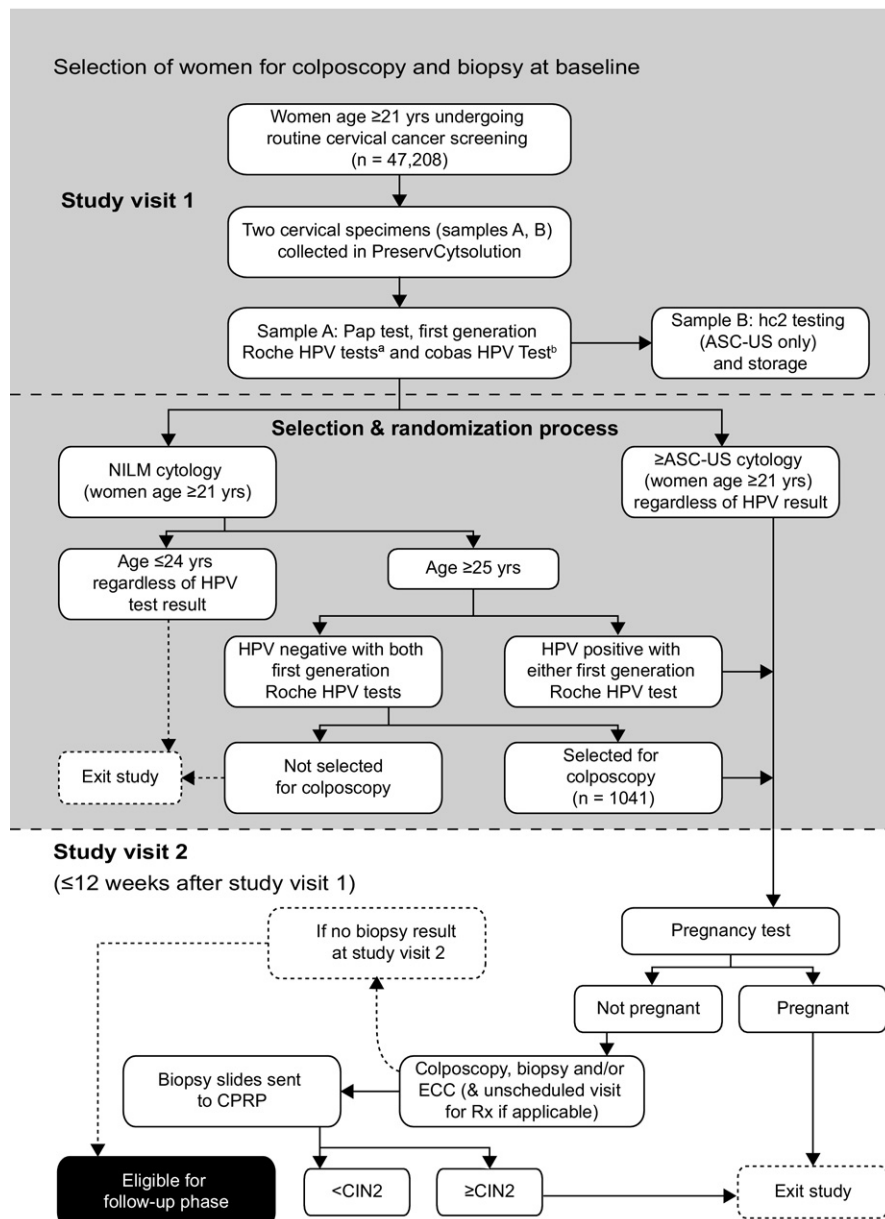 Selection of women for colposcopy and biopsy at baseline
Women age ≥21 yrs undergoing
routine cervical cancer screening
(n = 47,208)
Study visit 1
Two cervical specimens (samples A, B)
collected in PreservCytsolution
Sample A: Pap test, first generation
Roche HPV testsᵃ and cobas HPV Testᵇ
Sample B: hc2 testing
(ASC-US only)
and storage
Selection & randomization process
NILM cytology
(women age ≥21 yrs)
≥ASC-US cytology
(women age ≥21 yrs)
regardless of HPV result
Age ≤24 yrs
regardless of HPV
test result
Age ≥25 yrs
HPV negative with both
first generation
Roche HPV tests
HPV positive with
either first generation
Roche HPV test
Exit study
Not selected
for colposcopy
Selected for
colposcopy
(n = 1041)
Study visit 2
(≤12 weeks after study visit 1)
If no biopsy result
at study visit 2
Pregnancy test
Not pregnant
Pregnant
Biopsy slides sent
to CPRP
Colposcopy, biopsy and/or
ECC (& unscheduled visit
for Rx if applicable)
Eligible for
follow-up phase
<CIN2
≥CIN2
Exit study